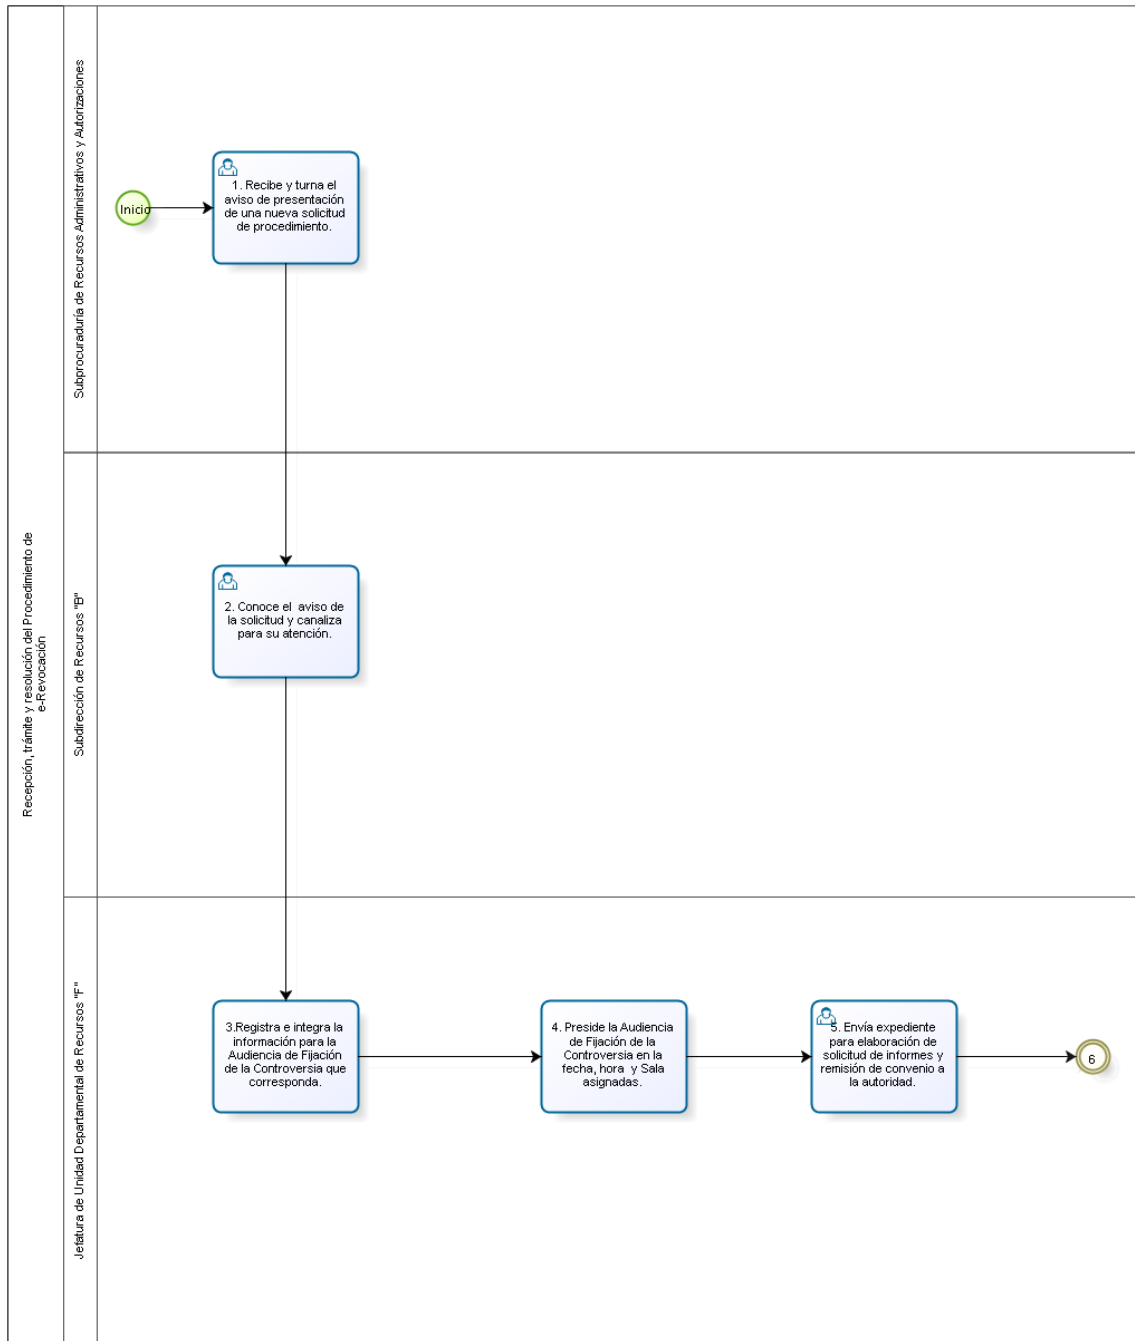 Recepción, trámite y resolución del Procedimiento de
e-Revocación
Subprocuraduría de Recursos Administrativos y Autorizaciones
Inicio
1. Recibe y turna el
aviso de presentación
de una nueva solicitud
de procedimiento.
Subdirección de Recursos "B"
2. Conoce el aviso de
la solicitud y canaliza
para su atención.
Jefatura de Unidad Departamental de Recursos "F"
3.Registra e integra la
información para la
Audiencia de Fijación
de la Controversia que
corresponda.
4. Preside la Audiencia
de Fijación de la
Controversia en la
fecha, hora y Sala
asignadas.
5. Envía expediente
para elaboración de
solicitud de informes y
remisión de convenio a
la autoridad.
6